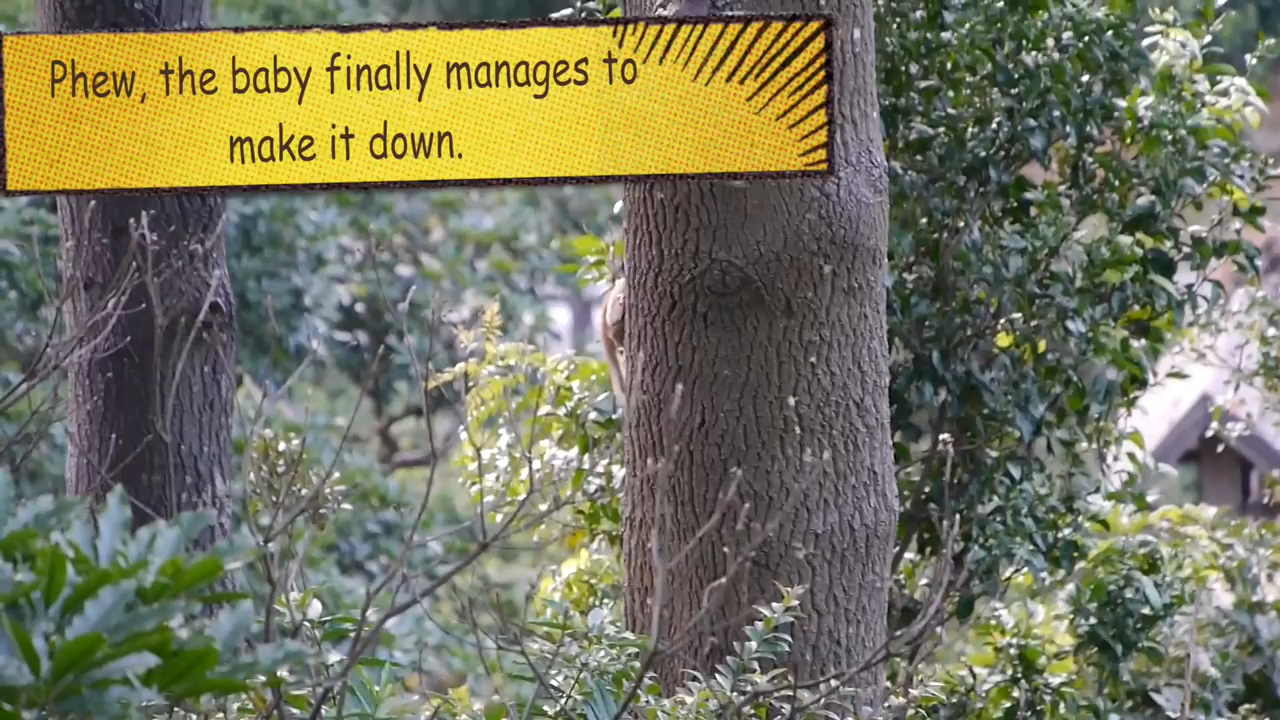 Phew, the baby finally manages to
make it down.